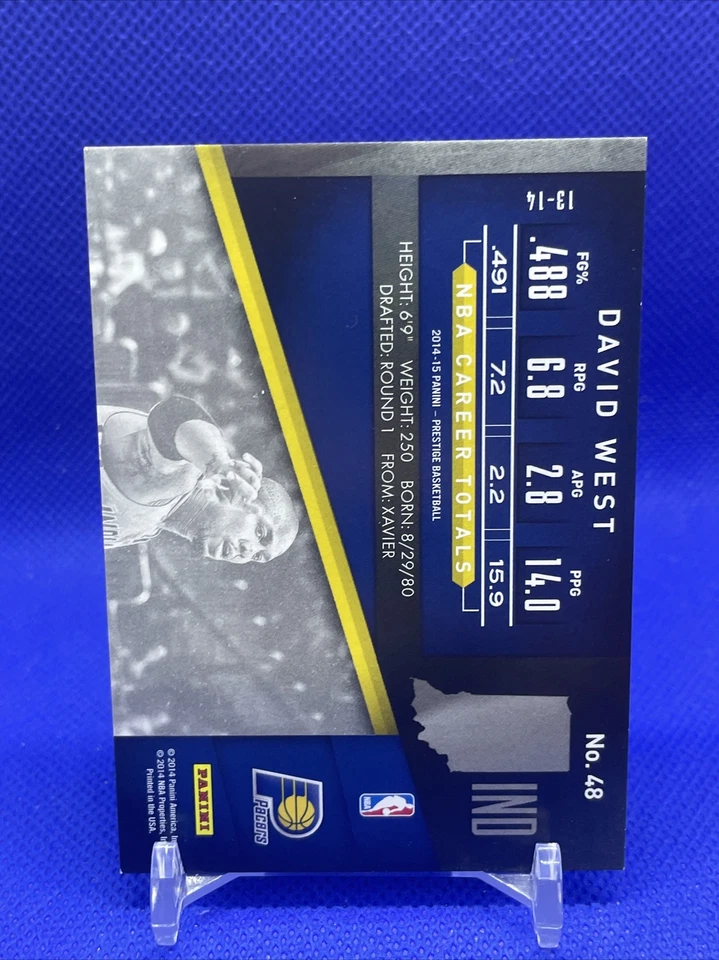 DAVID WEST
No. 48
FG% RPG APG PPG
13-14 .488 6.8 2.8 14.0
.491 7.2 2.2 15.9
NBA CAREER TOTALS
2014-15 PANINI – PRESTIGE BASKETBALL
HEIGHT: 6'9" WEIGHT: 250 BORN: 8/29/80
DRAFTED: ROUND 1 FROM: XAVIER
IND
NBA
Pacers
PANINI
© 2014 Panini America, In
© 2014 NBA Properties, In
Printed in the USA.